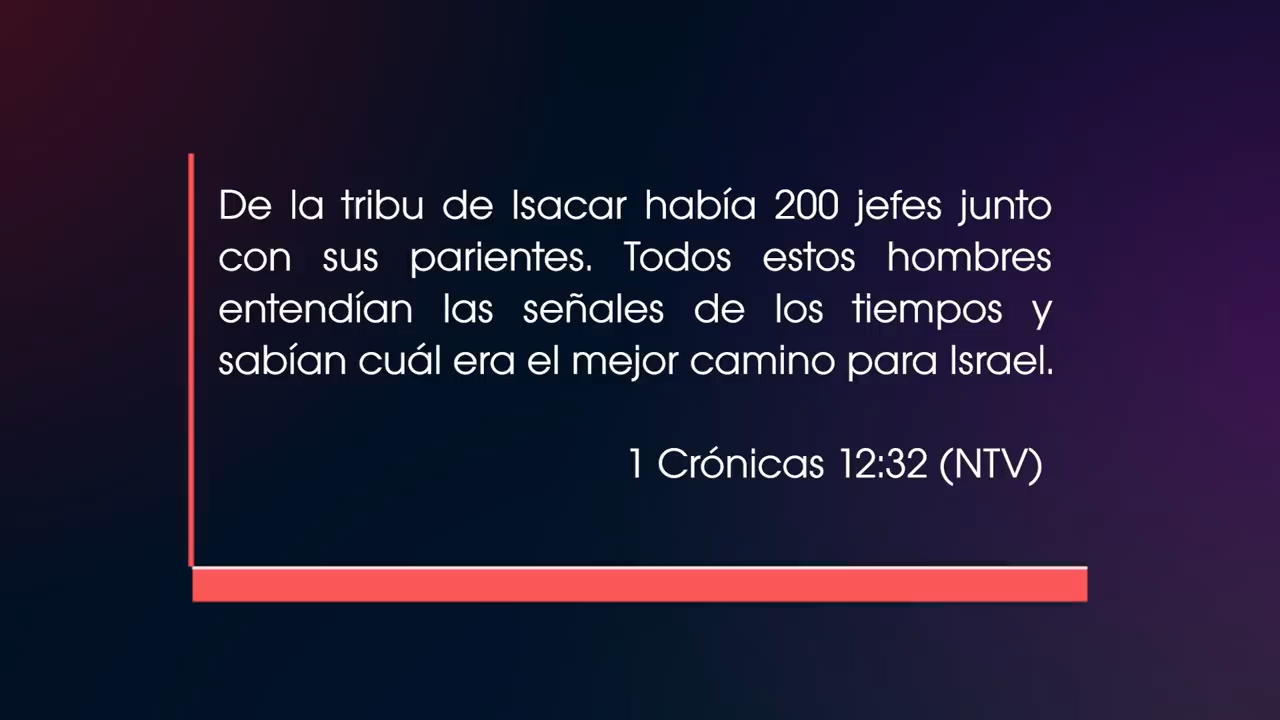 De la tribu de Isacar había 200 jefes junto
con sus parientes. Todos estos hombres
entendían las señales de los tiempos y
sabían cuál era el mejor camino para Israel.
1 Crónicas 12:32 (NTV)